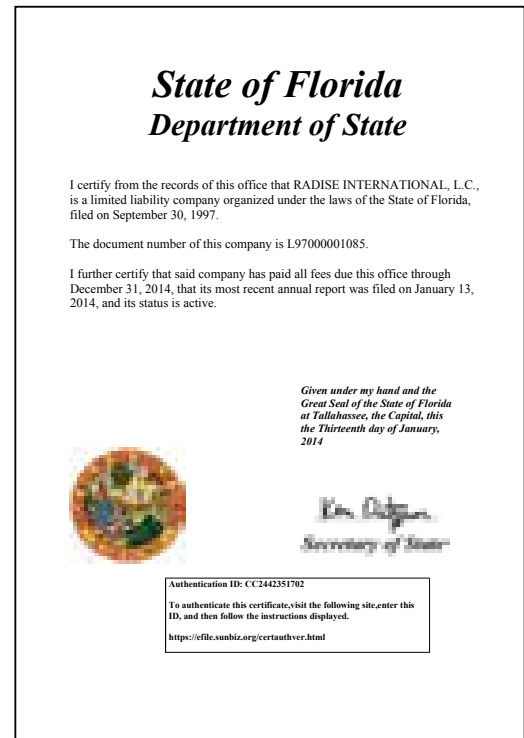 State of Florida
Department of State
I certify from the records of this office that RADISE INTERNATIONAL, L.C.,
is a limited liability company organized under the laws of the State of Florida,
filed on September 30, 1997.
The document number of this company is L97000001085.
I further certify that said company has paid all fees due this office through
December 31, 2014, that its most recent annual report was filed on January 13,
2014, and its status is active.
Given under my hand and the
Great Seal of the State of Florida
at Tallahassee, the Capital, this
the Thirteenth day of January,
2014
Secretary of State
Authentication ID: CC2442351702
To authenticate this certificate,visit the following site,enter this
ID, and then follow the instructions displayed.
https://efile.sunbiz.org/certauthver.html